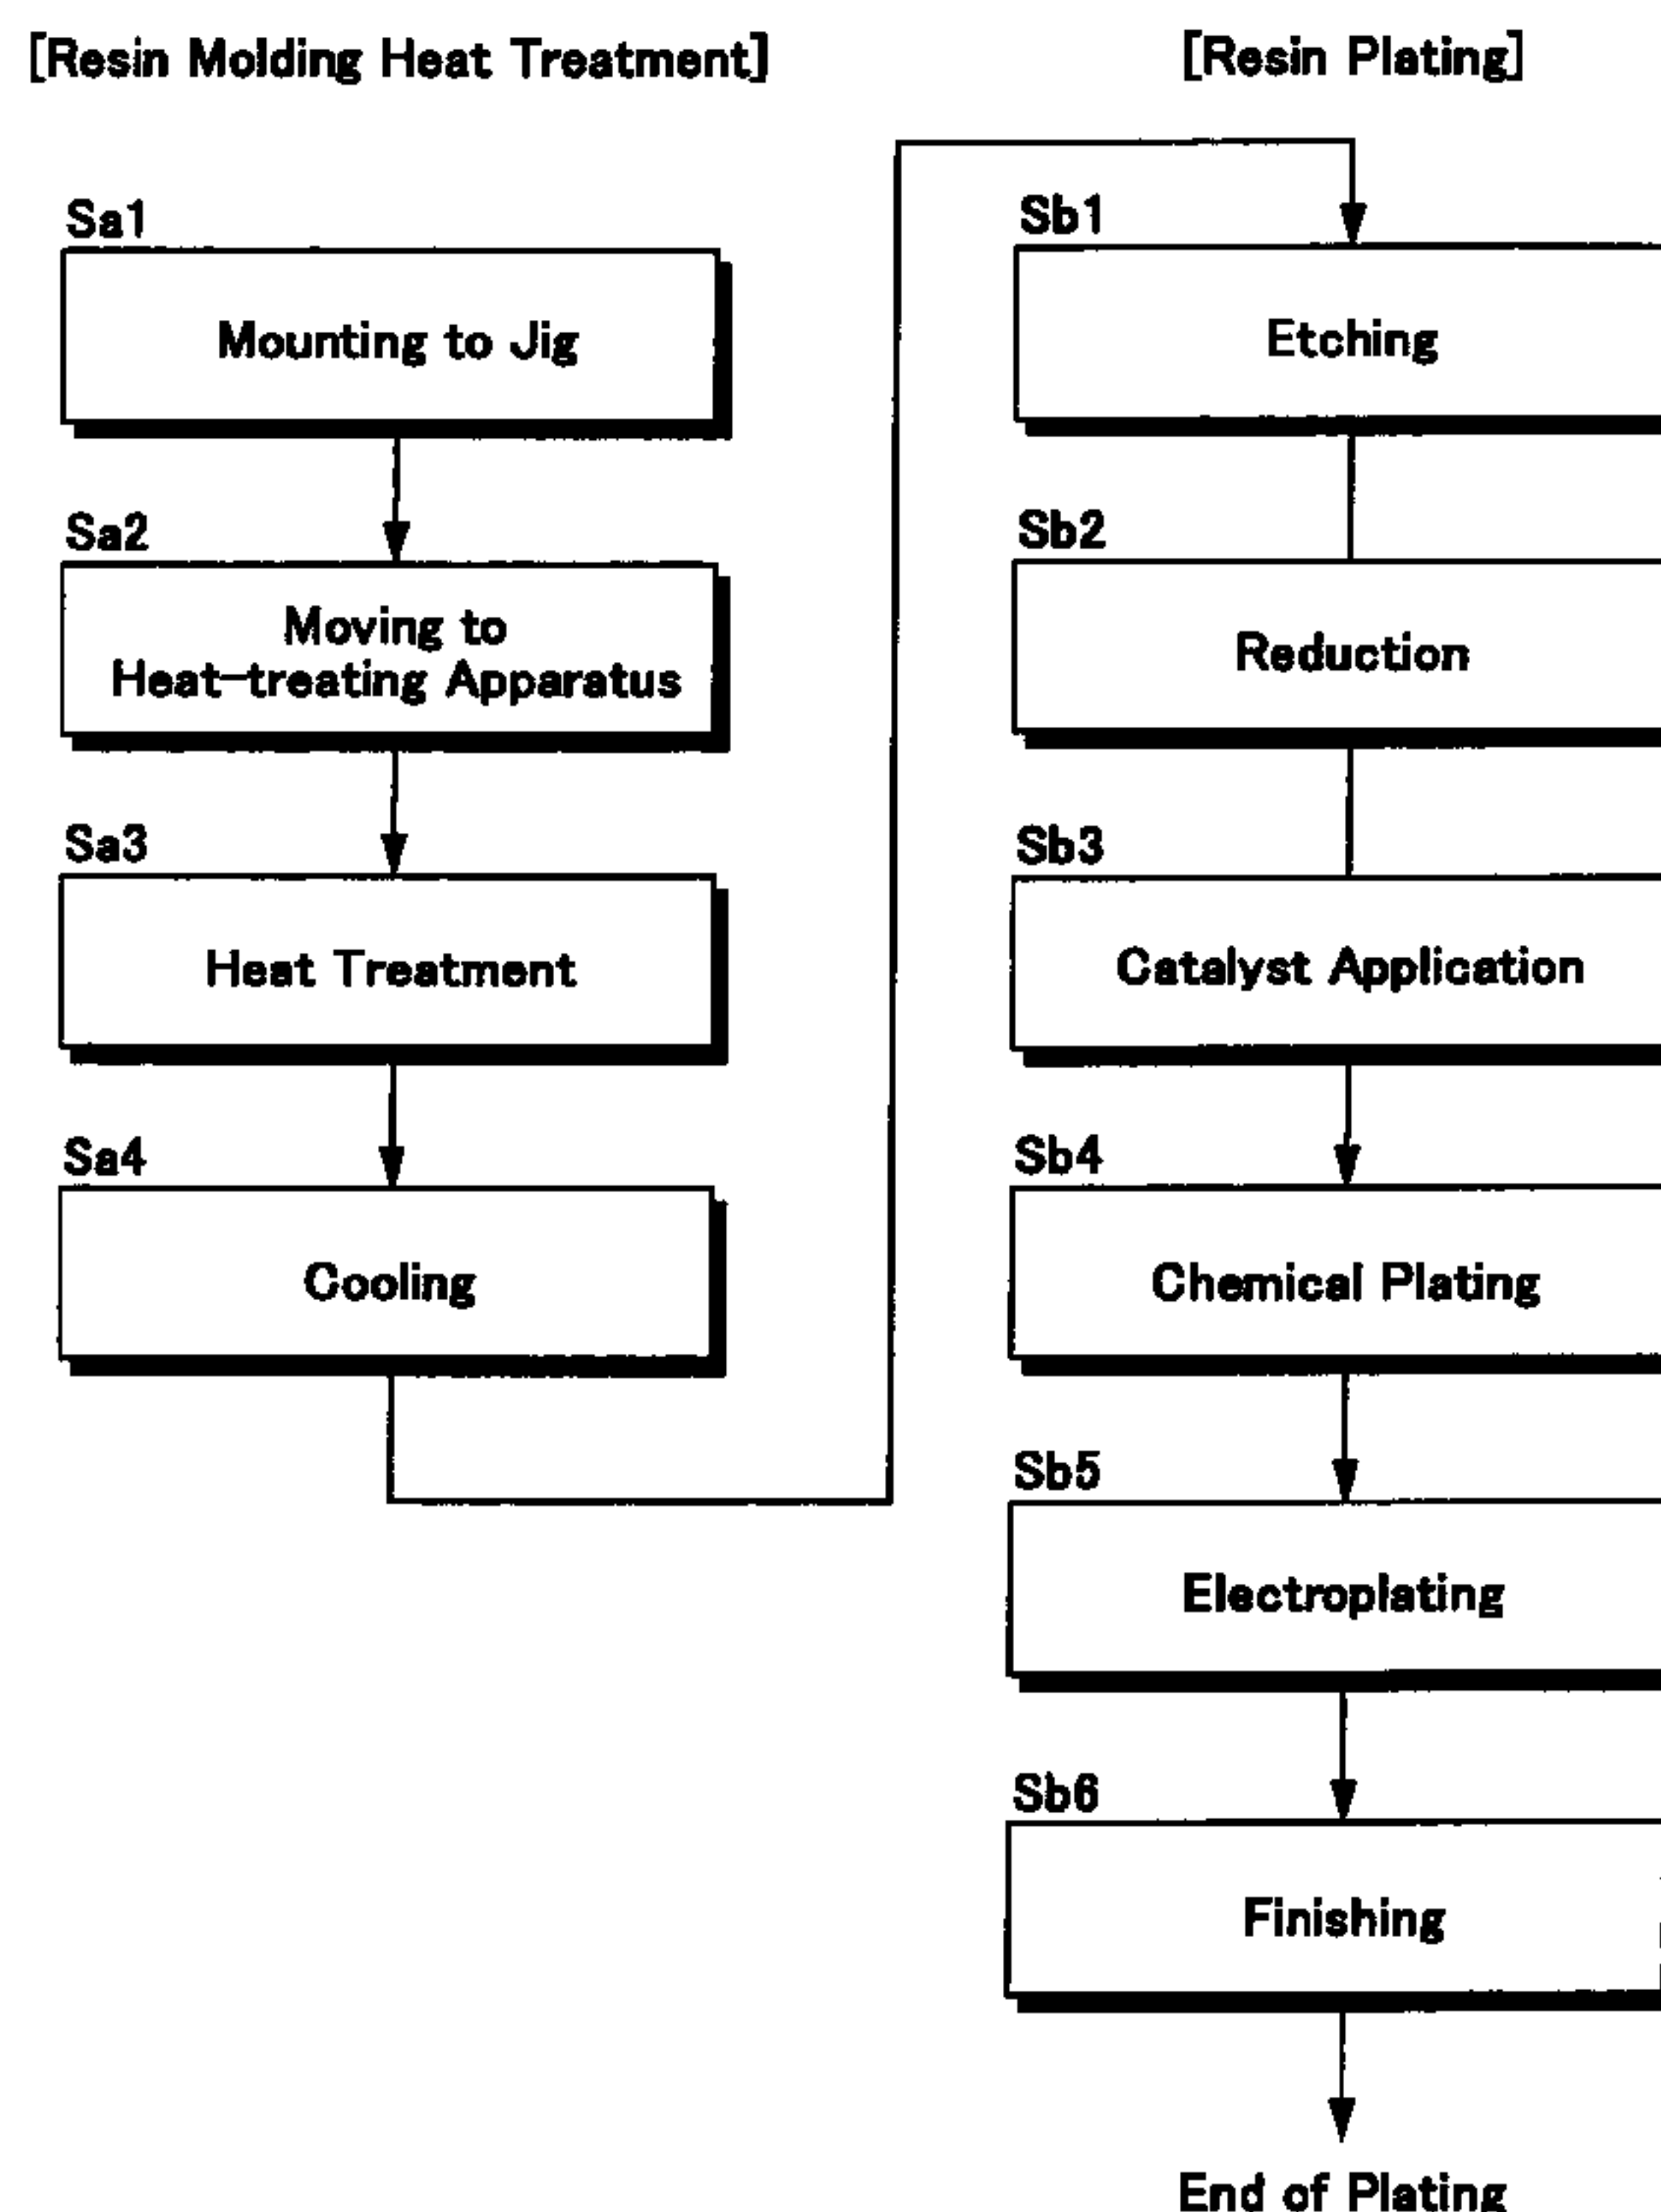 [Resin Molding Heat Treatment]
Sa1
Mounting to Jig
Sa2
Moving to
Heat-treating Apparatus
Sa3
Heat Treatment
Sa4
Cooling
[Resin Plating]
Sb1
Etching
Sb2
Reduction
Sb3
Catalyst Application
Sb4
Chemical Plating
Sb5
Electroplating
Sb6
Finishing
End of Plating